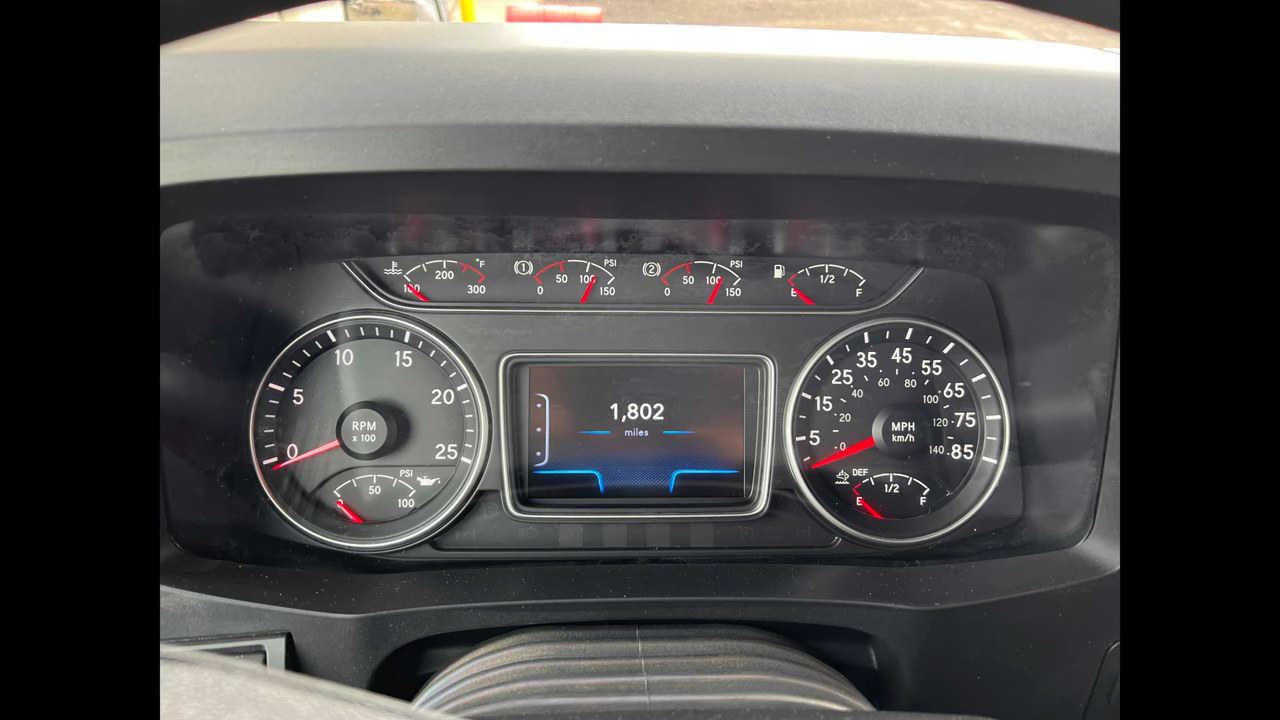 °F
100 200 300
(1) PSI
0 50 100 150
(2) PSI
0 50 100 150
E 1/2 F
0 5 10 15 20 25
RPM
x 100
PSI
0 50 100
1,802
miles
5 15 25 35 45 55 65 75 85
0 20 40 60 80 100 120 140
MPH
km/h
DEF
E 1/2 F